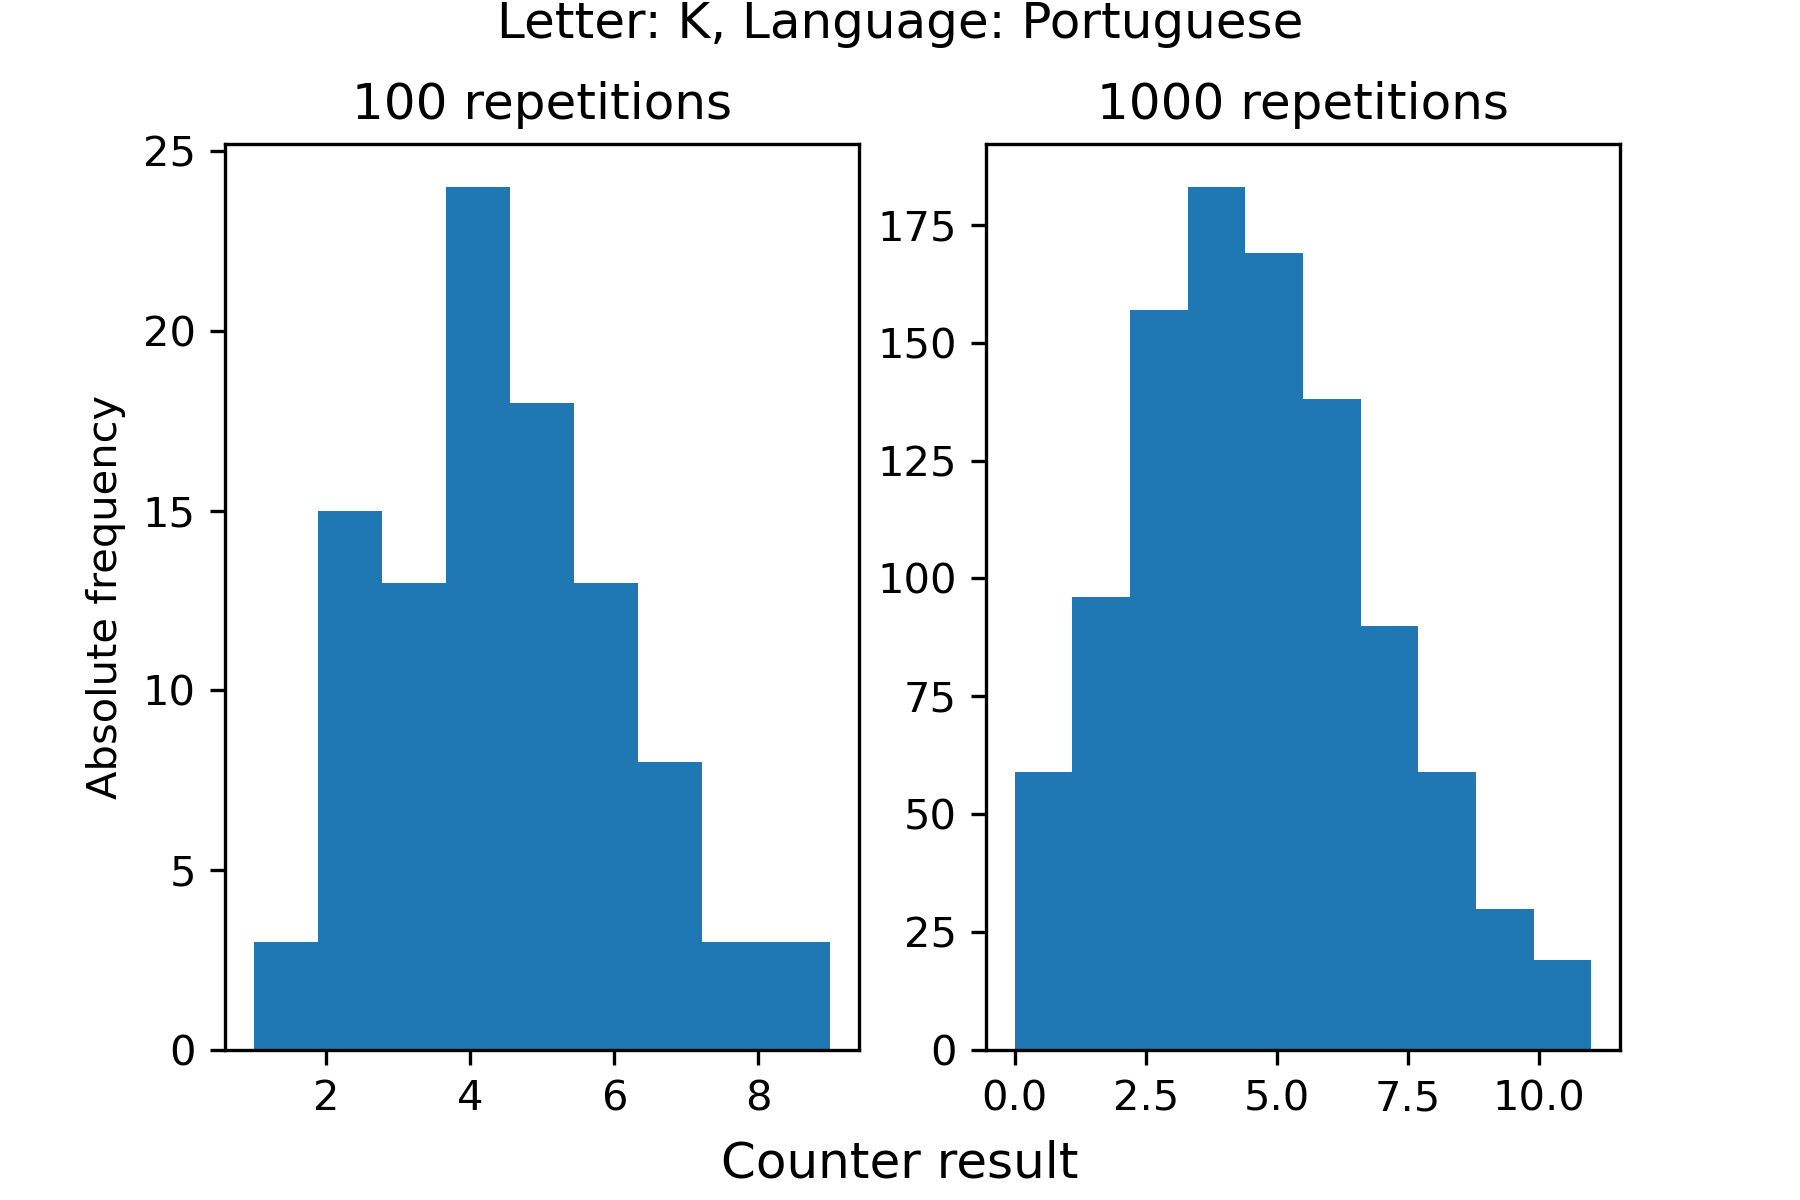 Letter: K, Language: Portuguese
100 repetitions
25
20
15
10
5
0
Absolute frequency
2 4 6 8
1000 repetitions
175
150
125
100
75
50
25
0
0.0 2.5 5.0 7.5 10.0
Counter result